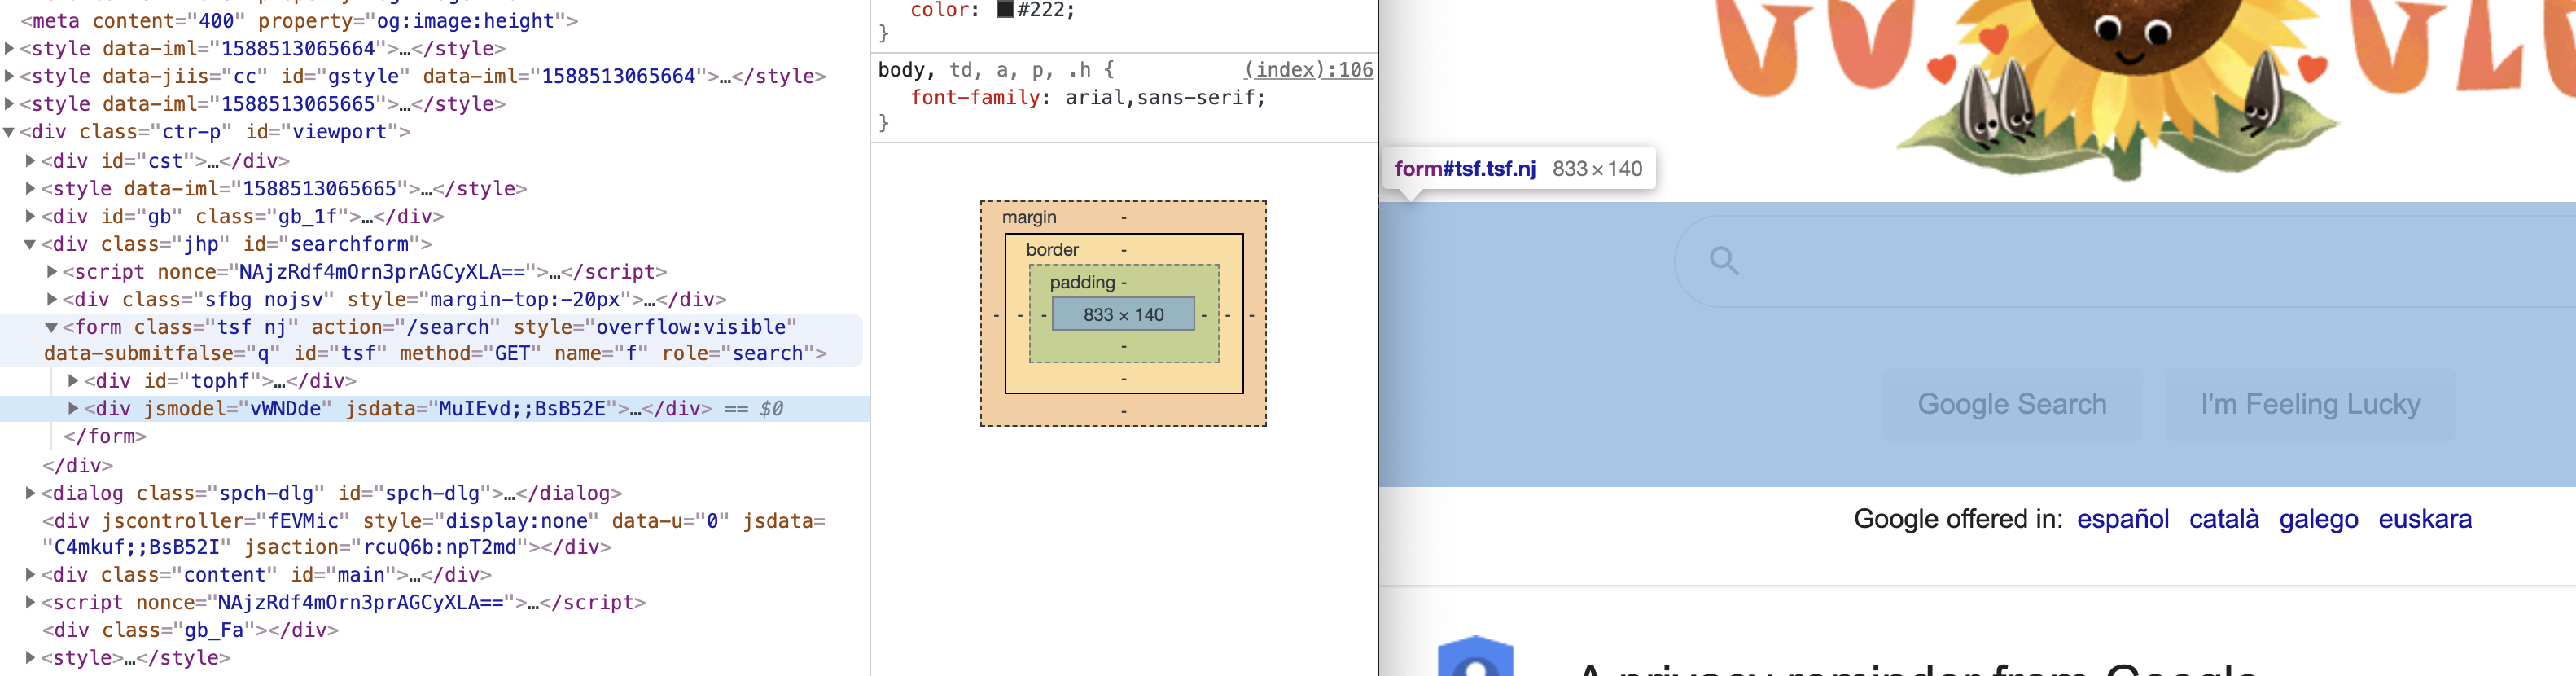 <meta content="400" property="og:image:height">
<style data-iml="1588513065664">…</style>
<style data-jiis="cc" id="gstyle" data-iml="1588513065664">…</style>
<style data-iml="1588513065665">…</style>
<div class="ctr-p" id="viewport">
<div id="cst">…</div>
<style data-iml="1588513065665">…</style>
<div id="gb" class="gb_1f">…</div>
<div class="jhp" id="searchform">
<script nonce="NAjzRdf4mOrn3prAGCyXLA==">…</script>
<div class="sfbg nojsv" style="margin-top:-20px">…</div>
<form class="tsf nj" action="/search" style="overflow:visible"
data-submitfalse="q" id="tsf" method="GET" name="f" role="search">
<div id="tophf">…</div>
<div jsmodel="vWNDde" jsdata="MuIEvd;;BsB52E">…</div> == $0
</form>
</div>
<dialog class="spch-dlg" id="spch-dlg">…</dialog>
<div jscontroller="fEVMic" style="display:none" data-u="0" jsdata=
"C4mkuf;;BsB52I" jsaction="rcuQ6b:npT2md"></div>
<div class="content" id="main">…</div>
<script nonce="NAjzRdf4mOrn3prAGCyXLA==">…</script>
<div class="gb_Fa"></div>
<style>…</style>
color: #222;
}
body, td, a, p, .h { (index):106
font-family: arial,sans-serif;
}
margin -
border -
padding -
- - - 833 × 140 - - -
-
-
-
form#tsf.tsf.nj 833 × 140
Google Search I'm Feeling Lucky
Google offered in: español català galego euskara
A privacy reminder from Google